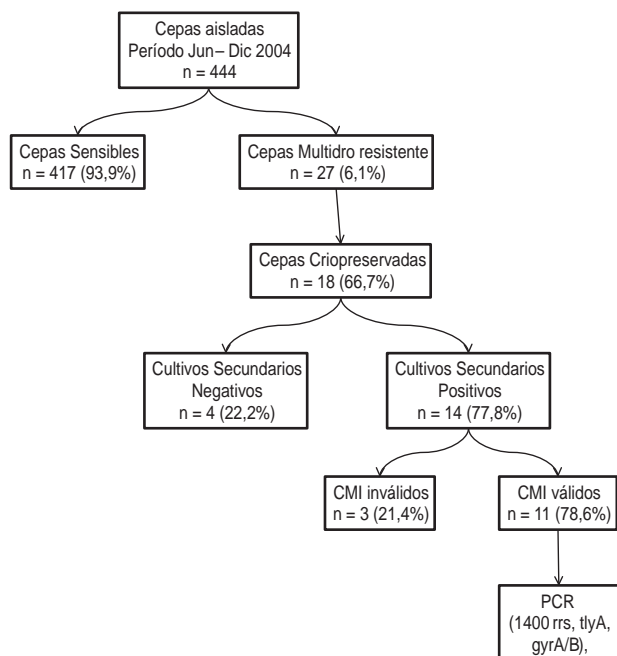 Cepas aisladas
Período Jun– Dic 2004
n = 444
Cepas Sensibles
n = 417 (93,9%)
Cepas Multidro resistente
n = 27 (6,1%)
Cepas Criopreservadas
n = 18 (66,7%)
Cultivos Secundarios
Negativos
n = 4 (22,2%)
Cultivos Secundarios
Positivos
n = 14 (77,8%)
CMI inválidos
n = 3 (21,4%)
CMI válidos
n = 11 (78,6%)
PCR
(1400 rrs, tlyA,
gyrA/B),